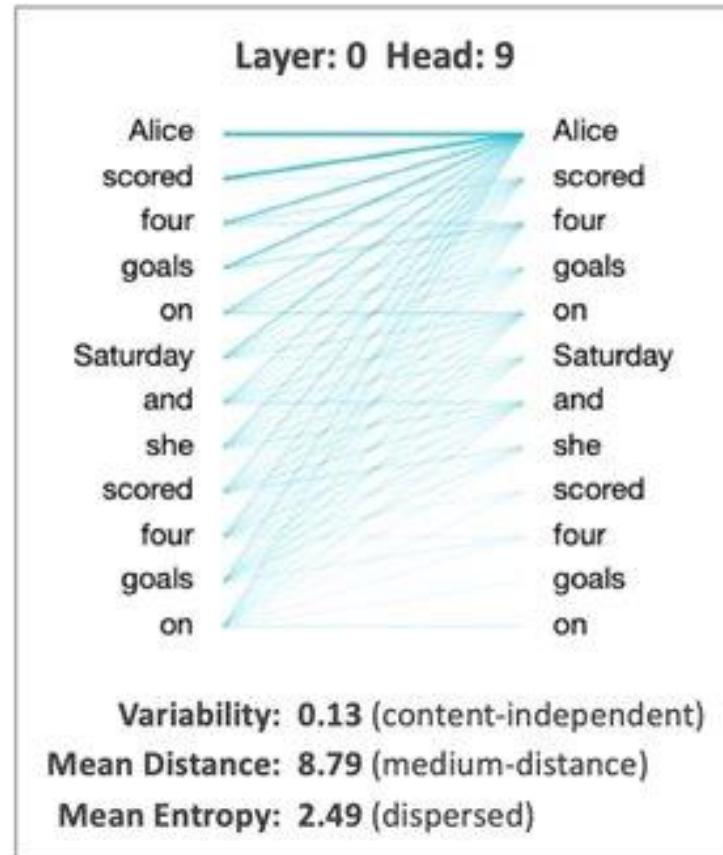 Layer: 0 Head: 9
Alice Alice
scored scored
four four
goals goals
on on
Saturday Saturday
and and
she she
scored scored
four four
goals goals
on on
Variability: 0.13 (content-independent)
Mean Distance: 8.79 (medium-distance)
Mean Entropy: 2.49 (dispersed)